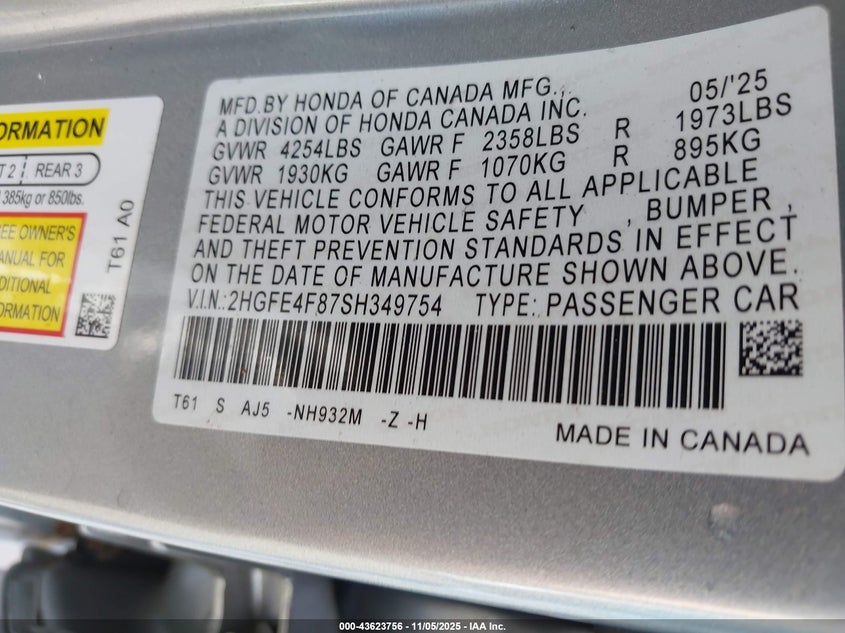 ORMATION
T 2 REAR 3
385kg or 850lbs.
EE OWNER'S
ANUAL FOR
DITIONAL
ORMATION
T61 A0
MFD.BY HONDA OF CANADA MFG., 05/'25
A DIVISION OF HONDA CANADA INC.
GVWR 4254LBS GAWR F 2358LBS R 1973LBS
GVWR 1930KG GAWR F 1070KG R 895KG
THIS VEHICLE CONFORMS TO ALL APPLICABLE
FEDERAL MOTOR VEHICLE SAFETY , BUMPER ,
AND THEFT PREVENTION STANDARDS IN EFFECT
ON THE DATE OF MANUFACTURE SHOWN ABOVE.
V.I.N.:2HGFE4F87SH349754 TYPE: PASSENGER CAR
T61 S AJ5 -NH932M -Z -H
MADE IN CANADA
000-43623756 - 11/05/2025 - IAA Inc.